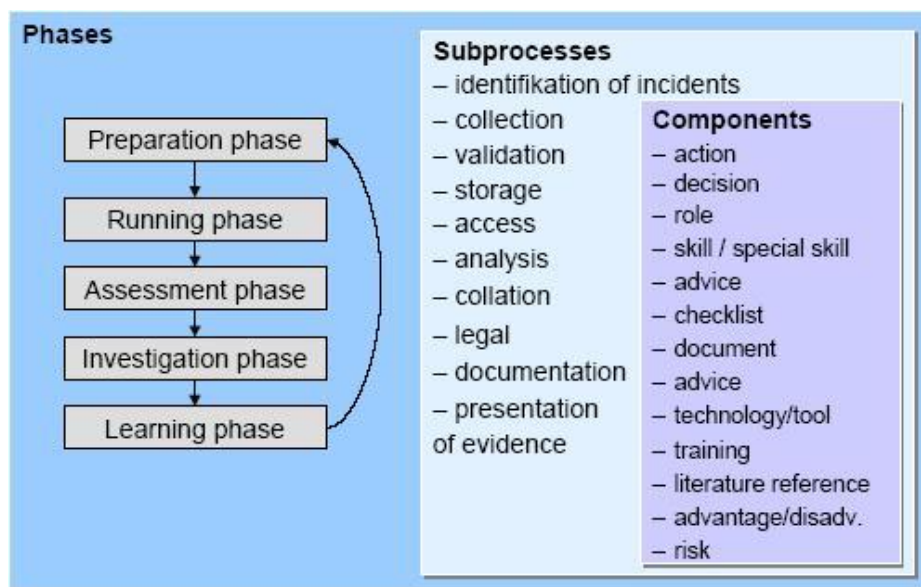 Phases
Preparation phase
Running phase
Assessment phase
Investigation phase
Learning phase
Subprocesses
– identifikation of incidents
– collection
– validation
– storage
– access
– analysis
– collation
– legal
– documentation
– presentation
of evidence
Components
– action
– decision
– role
– skill / special skill
– advice
– checklist
– document
– advice
– technology/tool
– training
– literature reference
– advantage/disadv.
– risk